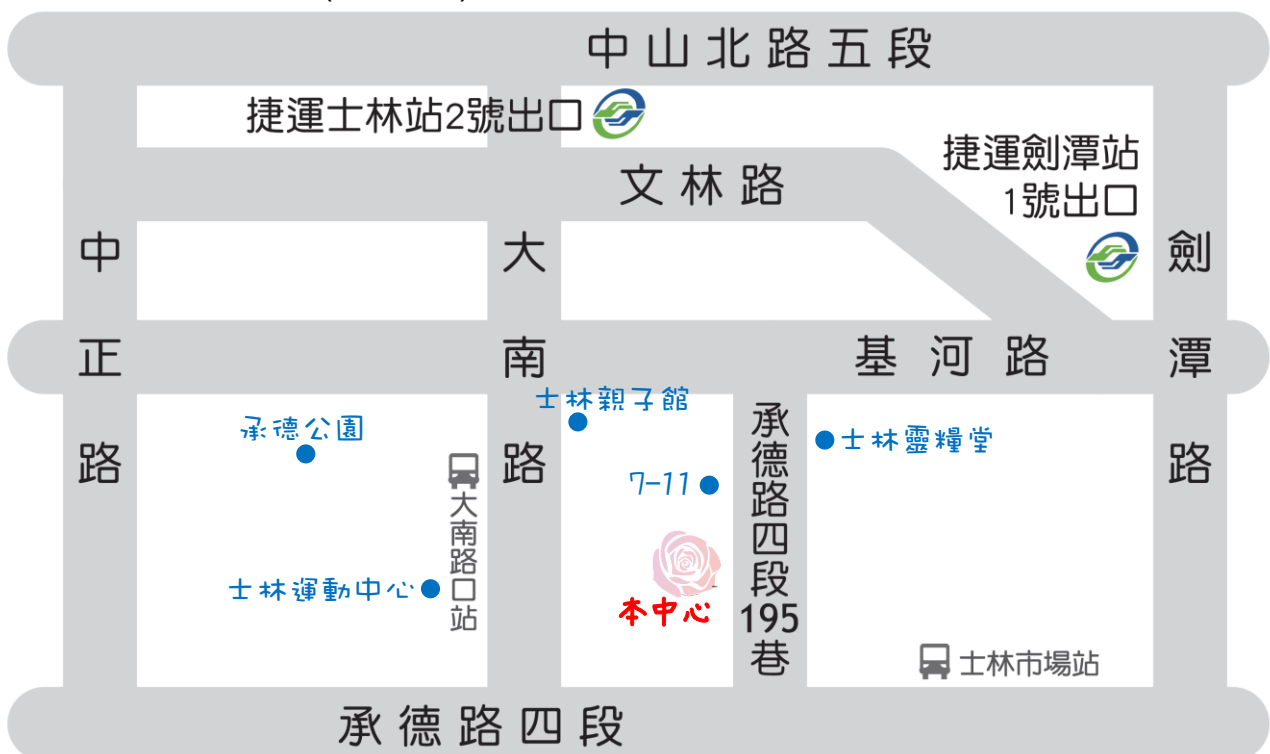 中山北路五段
捷運士林站2號出口
捷運劍潭站
1號出口
文林路
中正路
大南路
劍潭路
基河路
士林親子館
承德公園
7-11
士林靈糧堂
承德路四段195巷
大南路口站
士林運動中心
本中心
士林市場站
承德路四段